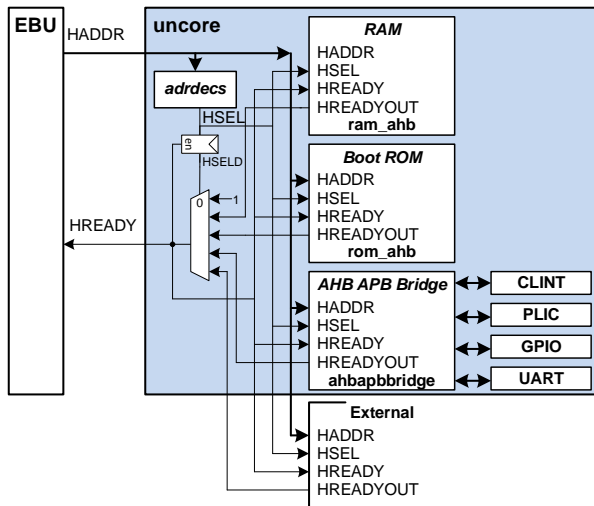 EBU
HADDR
HREADY
uncore
adrdecs
HSEL
en
HSELD
0
1
RAM
HADDR
HSEL
HREADY
HREADYOUT
ram_ahb
Boot ROM
HADDR
HSEL
HREADY
HREADYOUT
rom_ahb
AHB APB Bridge
HADDR
HSEL
HREADY
HREADYOUT
ahbapbbridge
CLINT
PLIC
GPIO
UART
External
HADDR
HSEL
HREADY
HREADYOUT